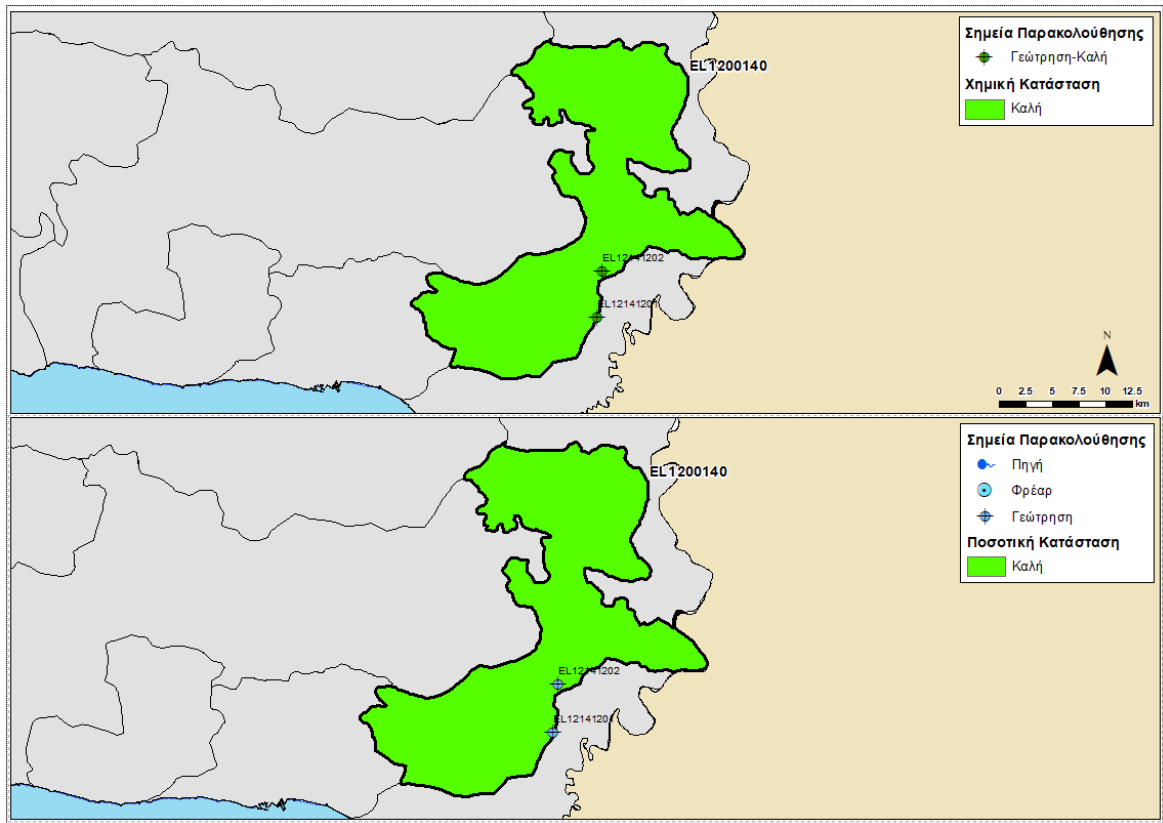 Σημεία Παρακολούθησης
Γεώτρηση-Καλή
Χημική Κατάσταση
Καλή
EL1200140
EL12141202
EL12141201
N
0 2.5 5 7.5 10 12.5
km
Σημεία Παρακολούθησης
Πηγή
Φρέαρ
Γεώτρηση
Ποσοτική Κατάσταση
Καλή
EL1200140
EL12141202
EL12141201